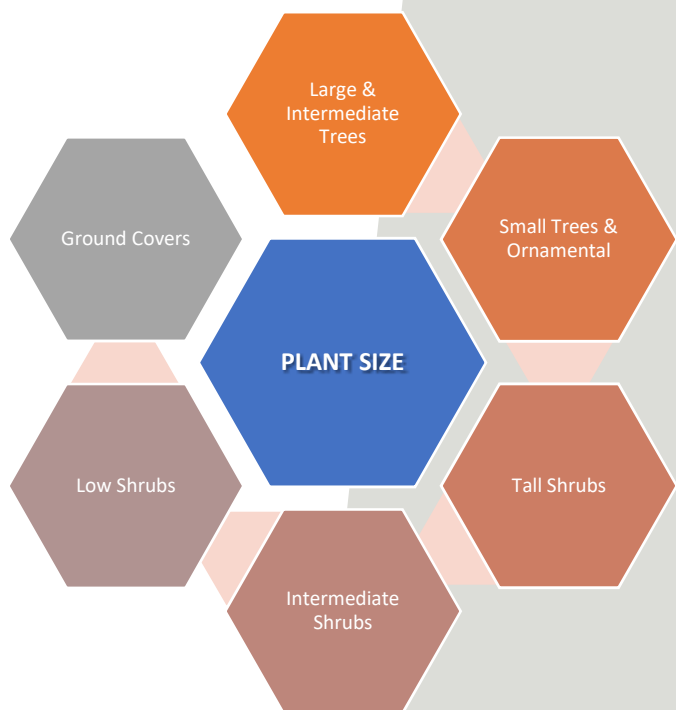 Large &
Intermediate
Trees
Small Trees &
Ornamental
Ground Covers
PLANT SIZE
Tall Shrubs
Low Shrubs
Intermediate
Shrubs